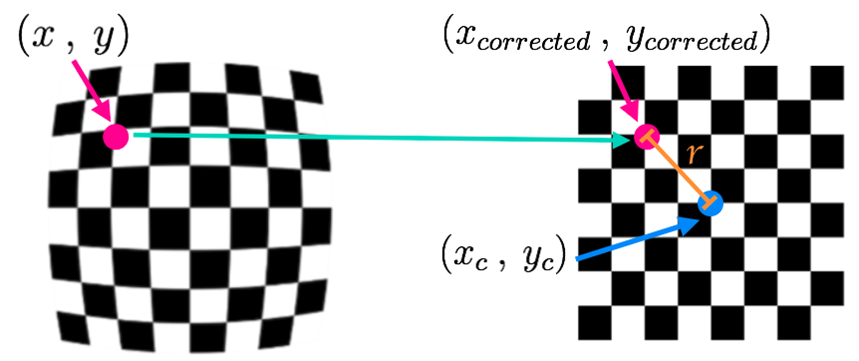 (x , y)
(x_corrected , y_corrected)
r
(x_c , y_c)